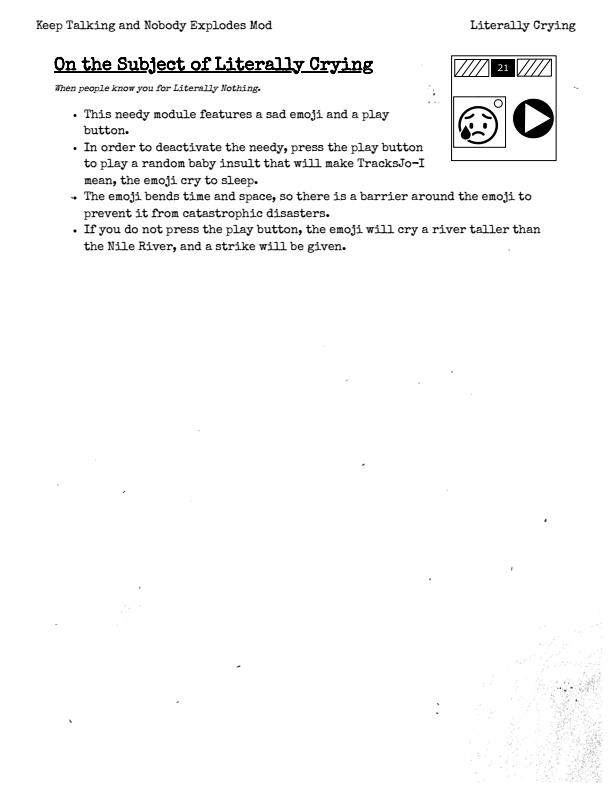 Keep Talking and Nobody Explodes Mod
Literally Crying
On the Subject of Literally Crying
When people know you for Literally Nothing.
21
• This needy module features a sad emoji and a play
button.
• In order to deactivate the needy, press the play button
to play a random baby insult that will make TracksJo-I
mean, the emoji cry to sleep.
• The emoji bends time and space, so there is a barrier around the emoji to
prevent it from catastrophic disasters.
• If you do not press the play button, the emoji will cry a river taller than
the Nile River, and a strike will be given.